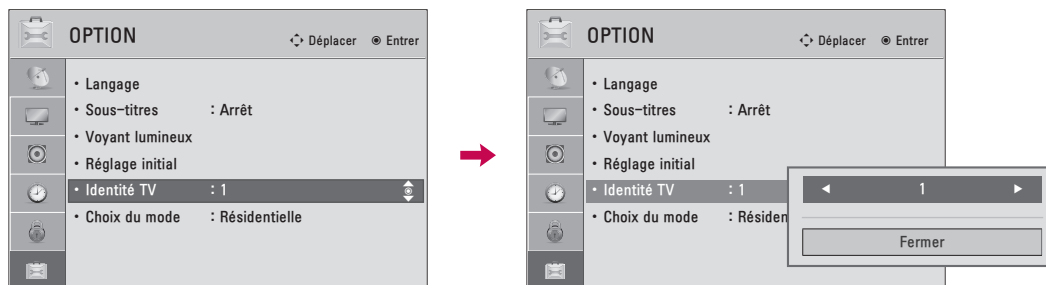 OPTION
Déplacer Entrer
• Langage
• Sous-titres : Arrêt
• Voyant lumineux
• Réglage initial
• Identité TV : 1
• Choix du mode : Résidentielle
OPTION
Déplacer Entrer
• Langage
• Sous-titres : Arrêt
• Voyant lumineux
• Réglage initial
• Identité TV : 1
• Choix du mode : Résiden
1
Fermer